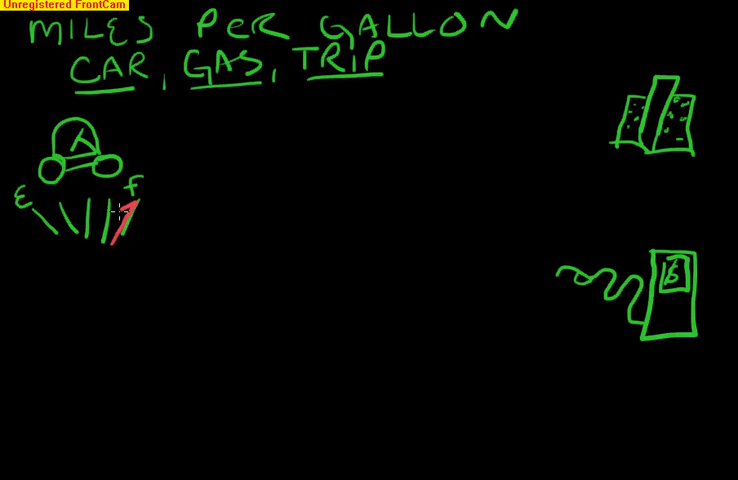 Unregistered FrontCam
MILES PER GALLON
CAR, GAS, TRIP
E F